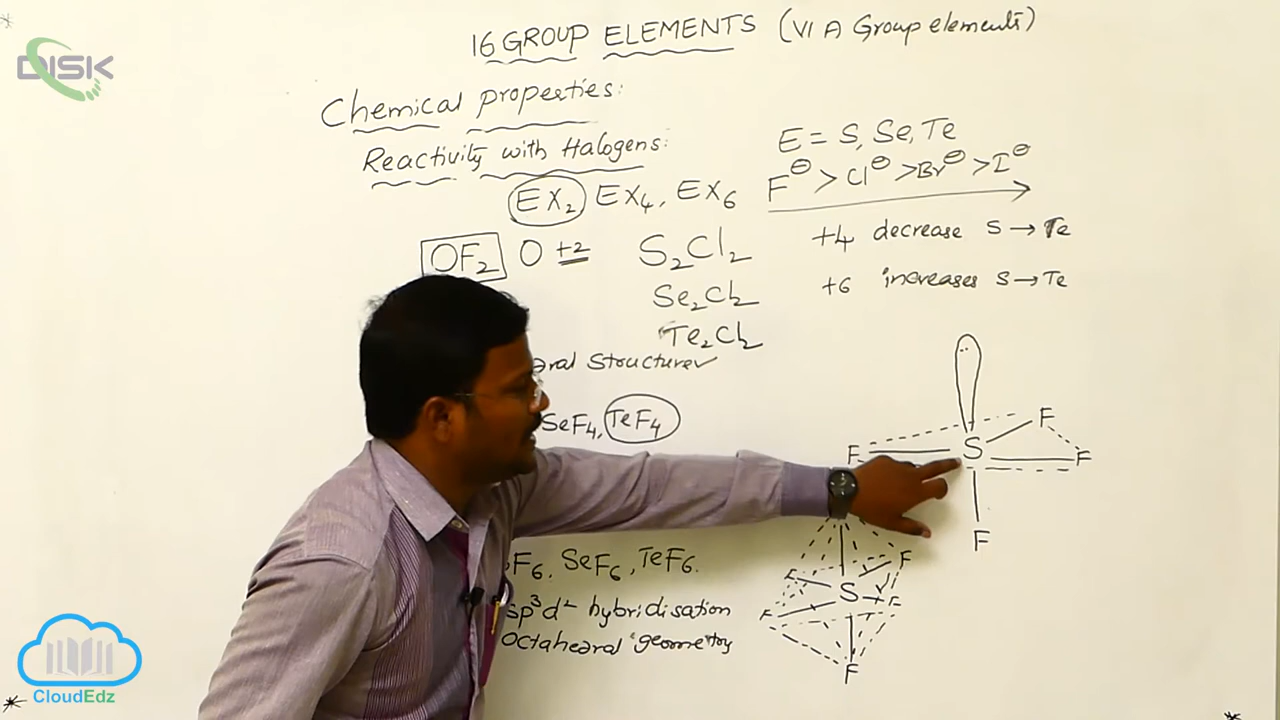 16 GROUP ELEMENTS (VI A Group elements)
DISK
Chemical properties:
Reactivity with Halogens:
E = S, Se, Te
F⊖ > Cl⊖ > Br⊖ > I⊖
EX2 EX4, EX6
+4 decrease S → Te
OF2 O +2 S2Cl2
+6 increases S → Te
Se2Cl2
Te2Cl2
Structure
SeF4, TeF4
F
F S F
F
F6, SeF6, TeF6.
sp3d2 hybridisation
Octahedral geometry
F F
S F
F
F
CloudEdz